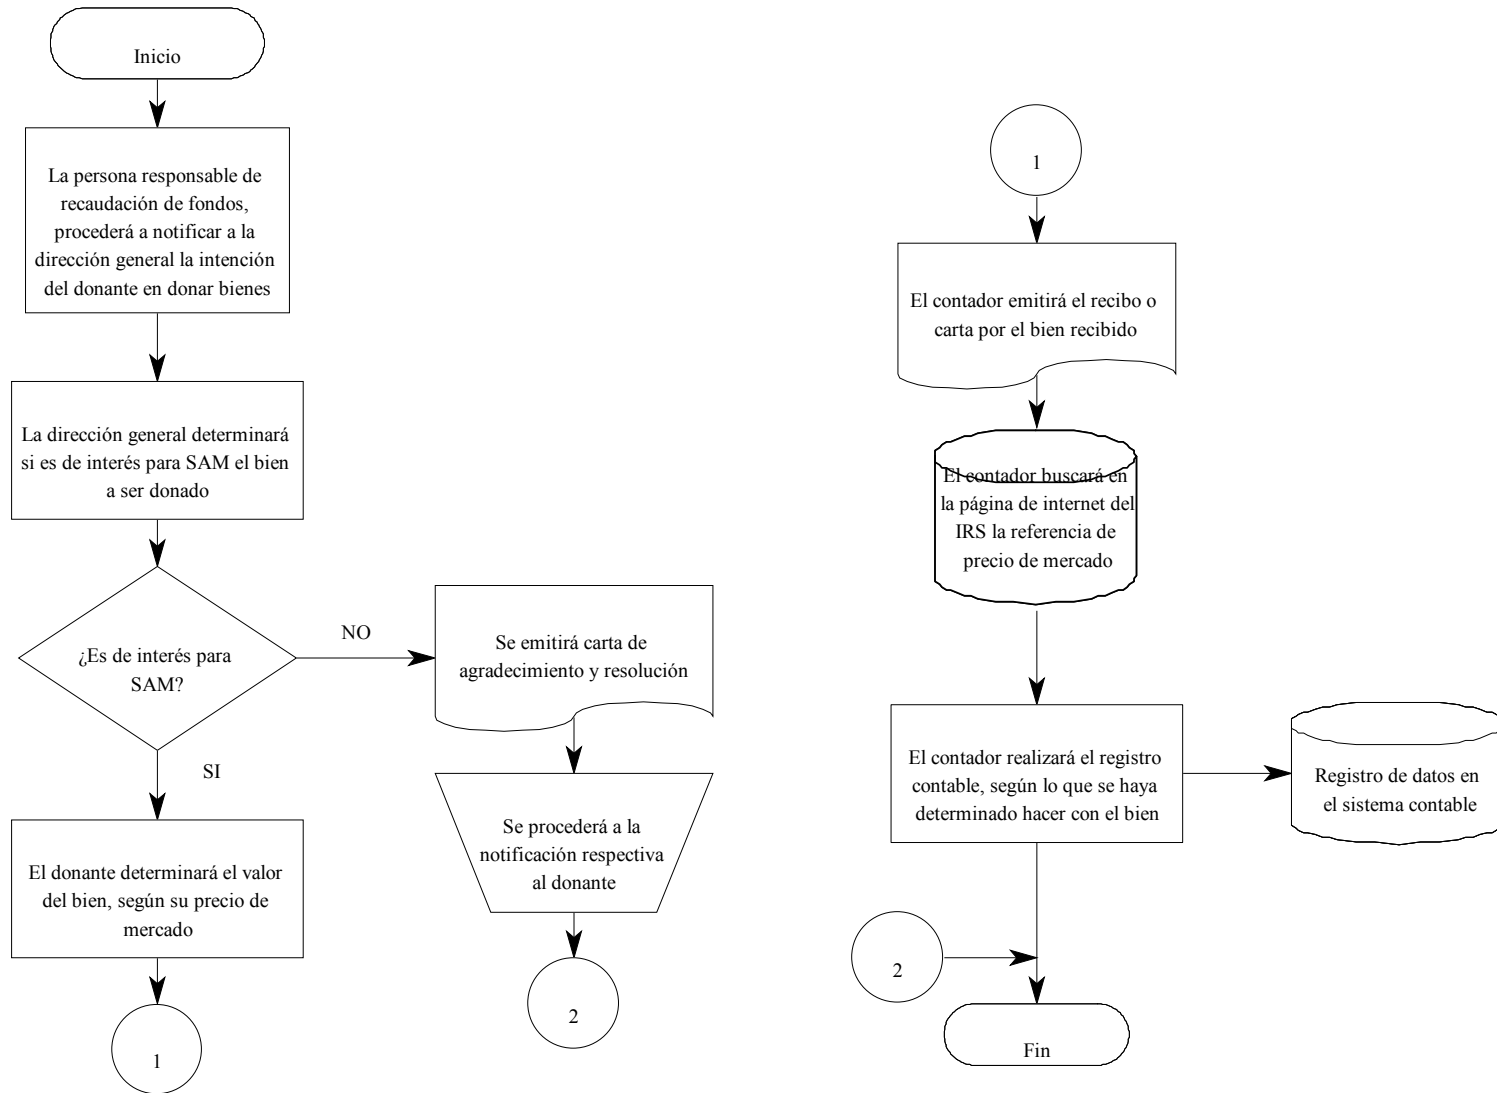 Inicio
La persona responsable de
recaudación de fondos,
procederá a notificar a la
dirección general la intención
del donante en donar bienes
La dirección general determinará
si es de interés para SAM el bien
a ser donado
¿Es de interés para
SAM?
NO
Se emitirá carta de
agradecimiento y resolución
Se procederá a la
notificación respectiva
al donante
2
SI
El donante determinará el valor
del bien, según su precio de
mercado
1
1
El contador emitirá el recibo o
carta por el bien recibido
El contador buscará en
la página de internet del
IRS la referencia de
precio de mercado
El contador realizará el registro
contable, según lo que se haya
determinado hacer con el bien
Registro de datos en
el sistema contable
2
Fin